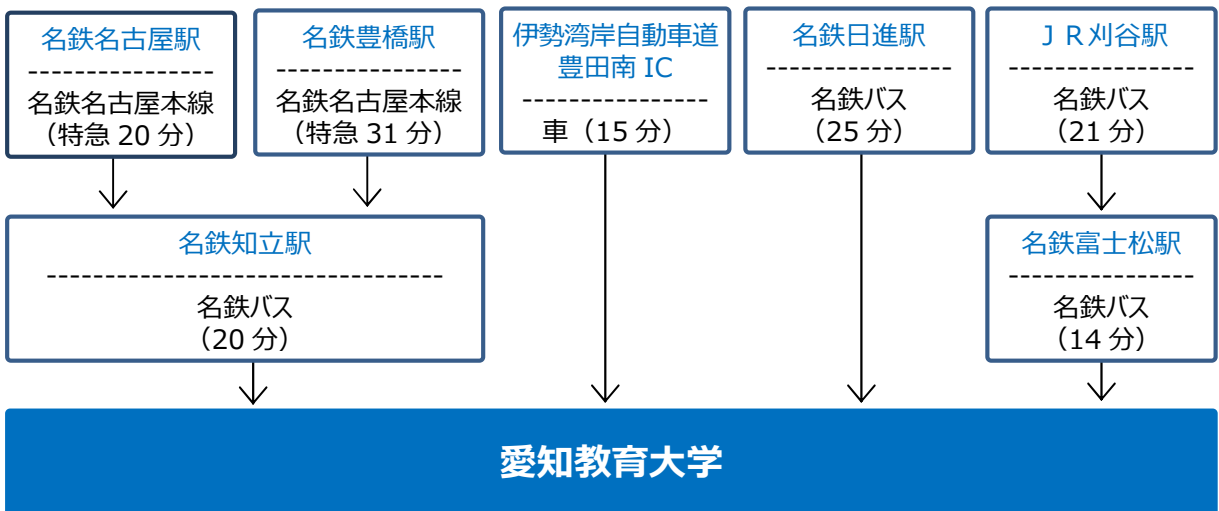 名鉄名古屋駅
-----------------
名鉄名古屋本線
（特急 20 分）
名鉄豊橋駅
-----------------
名鉄名古屋本線
（特急 31 分）
伊勢湾岸自動車道
豊田南 IC
-----------------
車（15 分）
名鉄日進駅
-----------------
名鉄バス
（25 分）
ＪＲ刈谷駅
-----------------
名鉄バス
（21 分）
名鉄知立駅
------------------------------------
名鉄バス
（20 分）
名鉄富士松駅
-----------------
名鉄バス
（14 分）
愛知教育大学